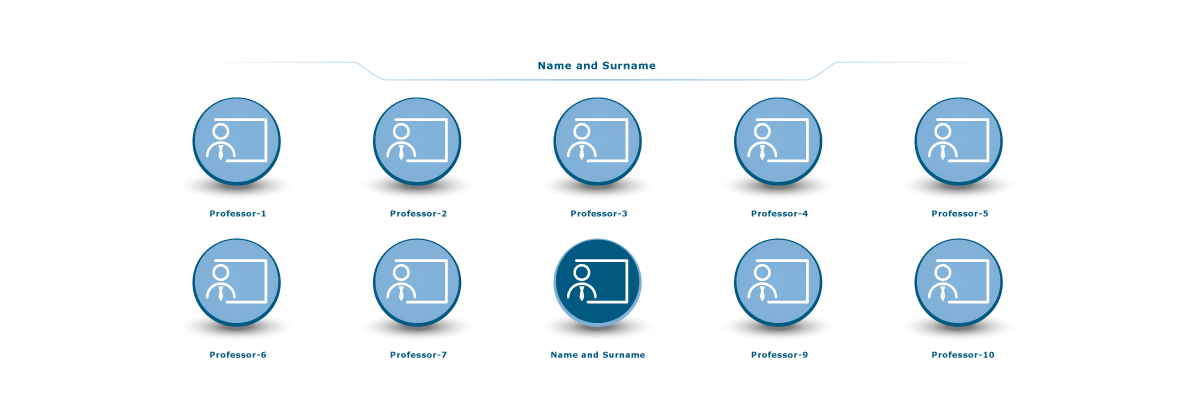 Name and Surname
Professor-1
Professor-2
Professor-3
Professor-4
Professor-5
Professor-6
Professor-7
Name and Surname
Professor-9
Professor-10